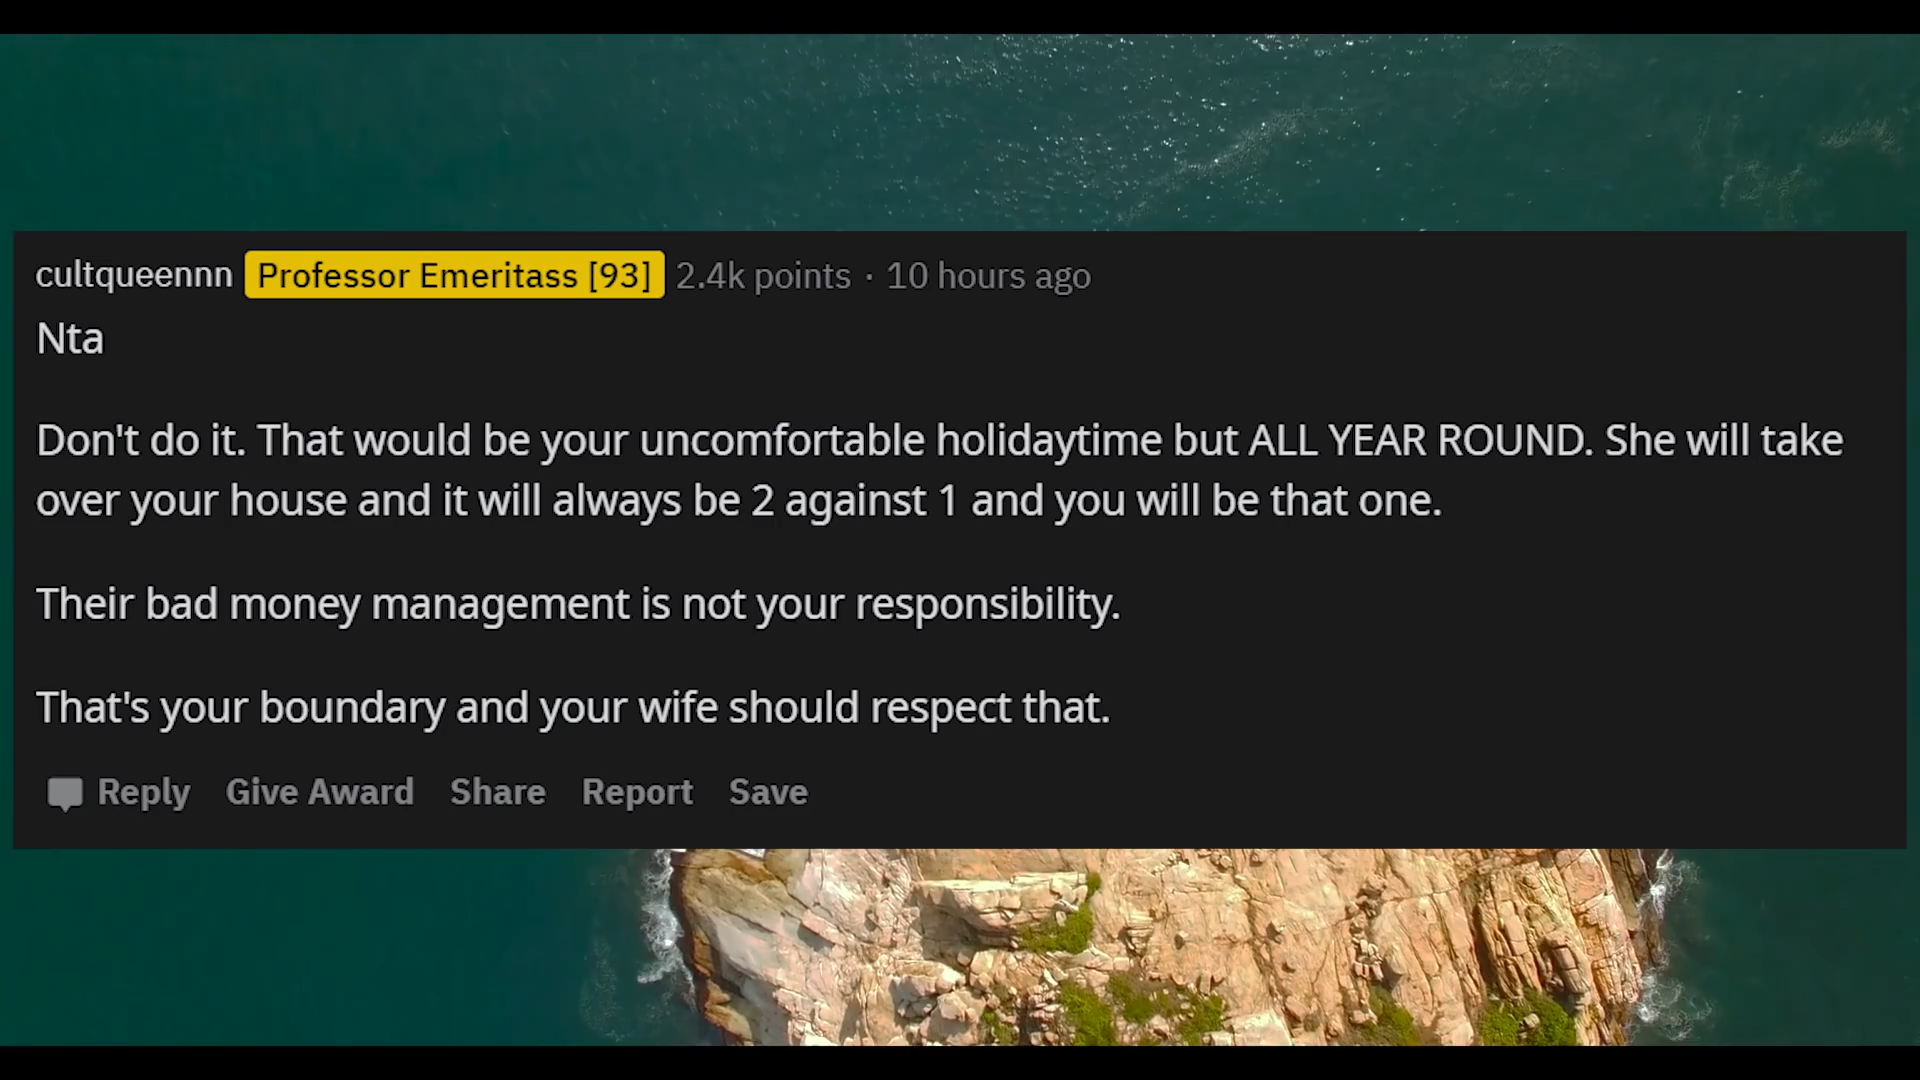 cultqueennn Professor Emeritass [93] 2.4k points · 10 hours ago
Nta
Don't do it. That would be your uncomfortable holidaytime but ALL YEAR ROUND. She will take
over your house and it will always be 2 against 1 and you will be that one.
Their bad money management is not your responsibility.
That's your boundary and your wife should respect that.
Reply Give Award Share Report Save